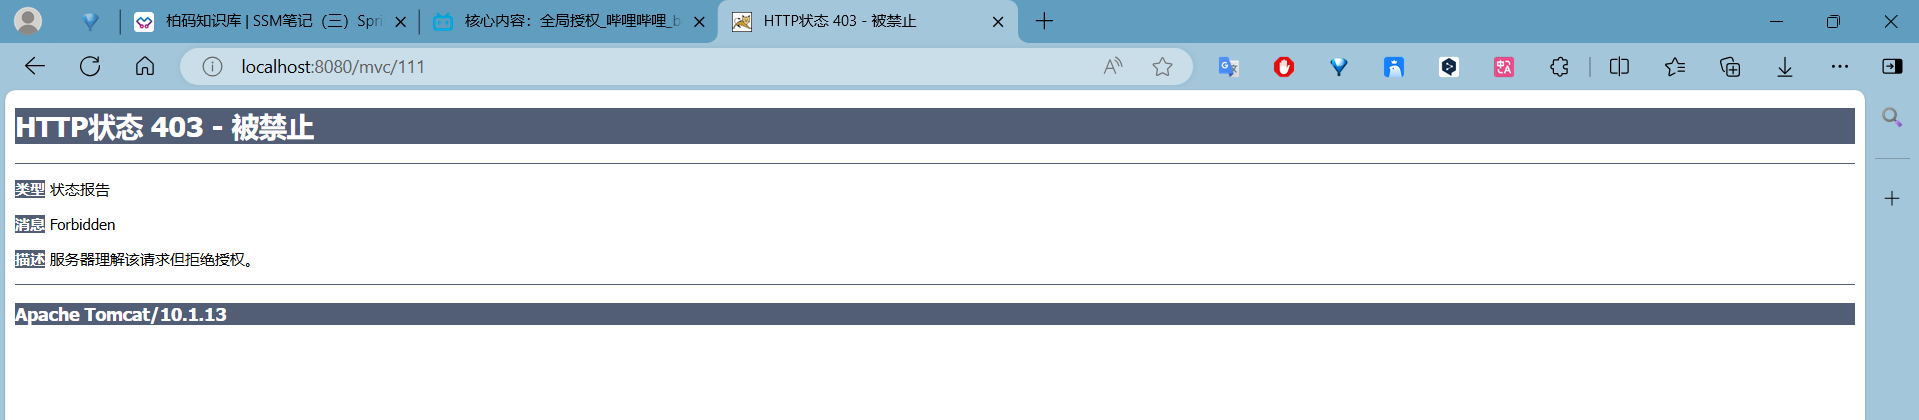 柏码知识库 | SSM笔记（三）Spri
核心内容：全局授权_哔哩哔哩_b
HTTP状态 403 - 被禁止
localhost:8080/mvc/111
HTTP状态 403 - 被禁止
类型 状态报告
消息 Forbidden
描述 服务器理解该请求但拒绝授权。
Apache Tomcat/10.1.13